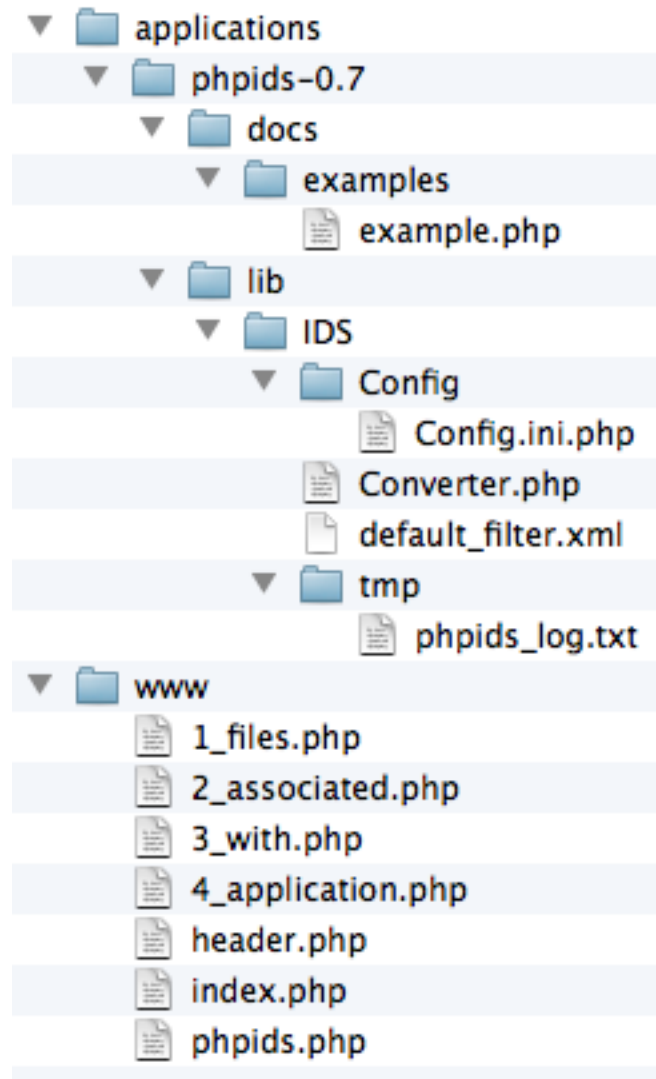 applications
phpids-0.7
docs
examples
example.php
lib
IDS
Config
Config.ini.php
Converter.php
default_filter.xml
tmp
phpids_log.txt
www
1_files.php
2_associated.php
3_with.php
4_application.php
header.php
index.php
phpids.php